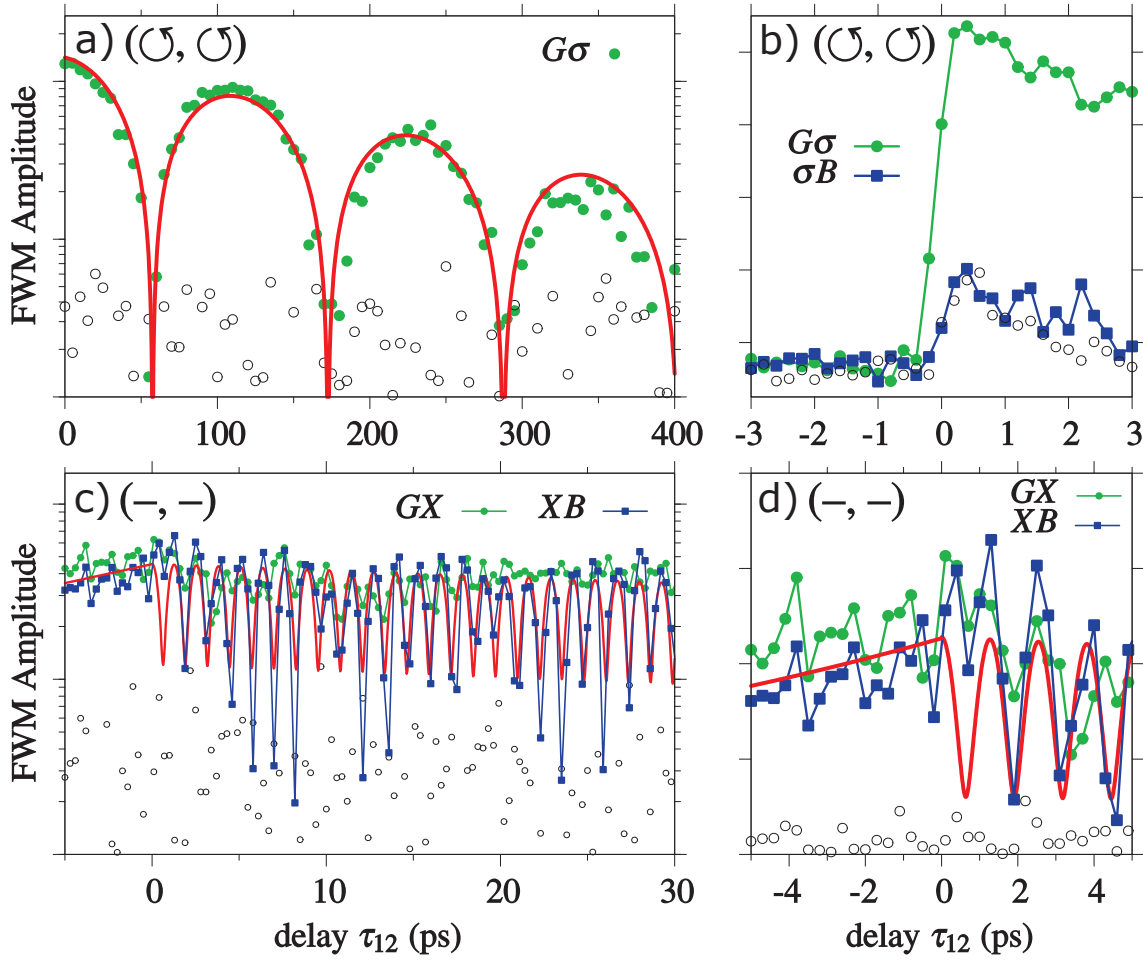 a) (↺, ↺)
Gσ
FWM Amplitude
0 100 200 300 400
b) (↺, ↺)
Gσ
σB
-3 -2 -1 0 1 2 3
c) (−, −)
GX XB
FWM Amplitude
0 10 20 30
delay τ12 (ps)
d) (−, −)
GX
XB
-4 -2 0 2 4
delay τ12 (ps)